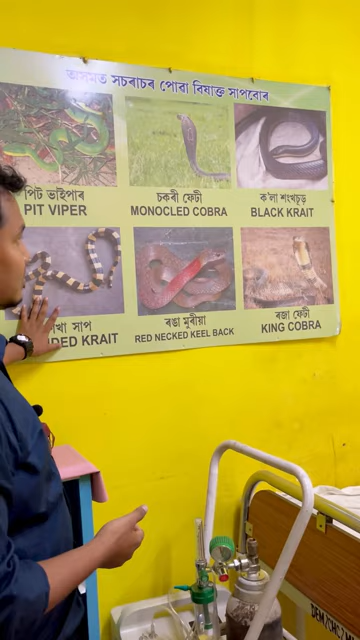 অসমত সচৰাচৰ পোৱা বিষাক্ত সাপবোৰ
পিট ভাইপাৰ
PIT VIPER
চকৰী ফেটী
MONOCLED COBRA
ক'লা শংখচূড়
BLACK KRAIT
সাপ
KRAIT
ৰঙা মুৰীয়া
RED NECKED KEEL BACK
ৰজা ফেটী
KING COBRA